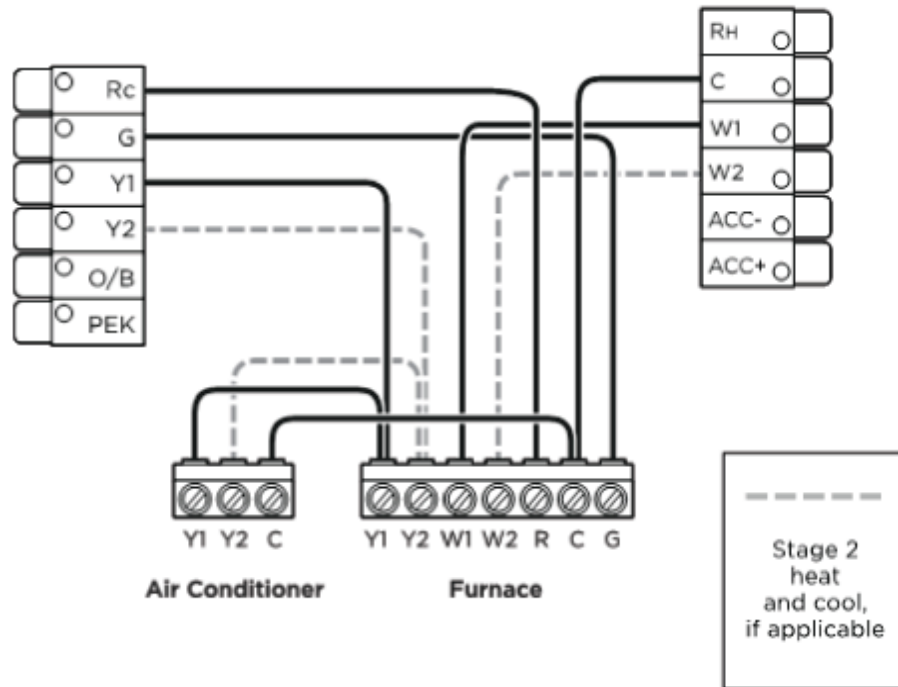 Rc
G
Y1
Y2
O/B
PEK
RH
C
W1
W2
ACC-
ACC+
Y1 Y2 C
Air Conditioner
Y1 Y2 W1 W2 R C G
Furnace
Stage 2
heat
and cool,
if applicable